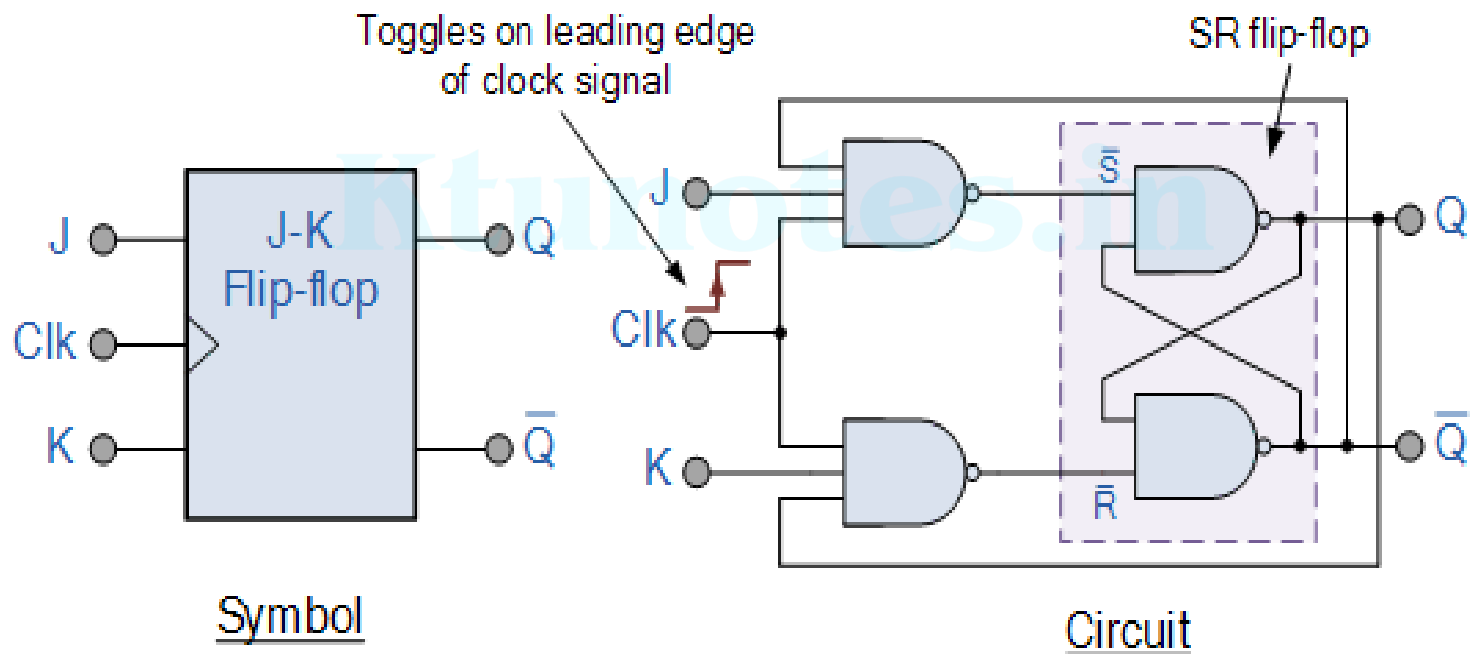 Toggles on leading edge
of clock signal
SR flip-flop
J
Clk
K
J-K
Flip-flop
Q
Q̅
J
Clk
K
S̅
R̅
Q
Q̅
Ktunotes.in
Symbol
Circuit